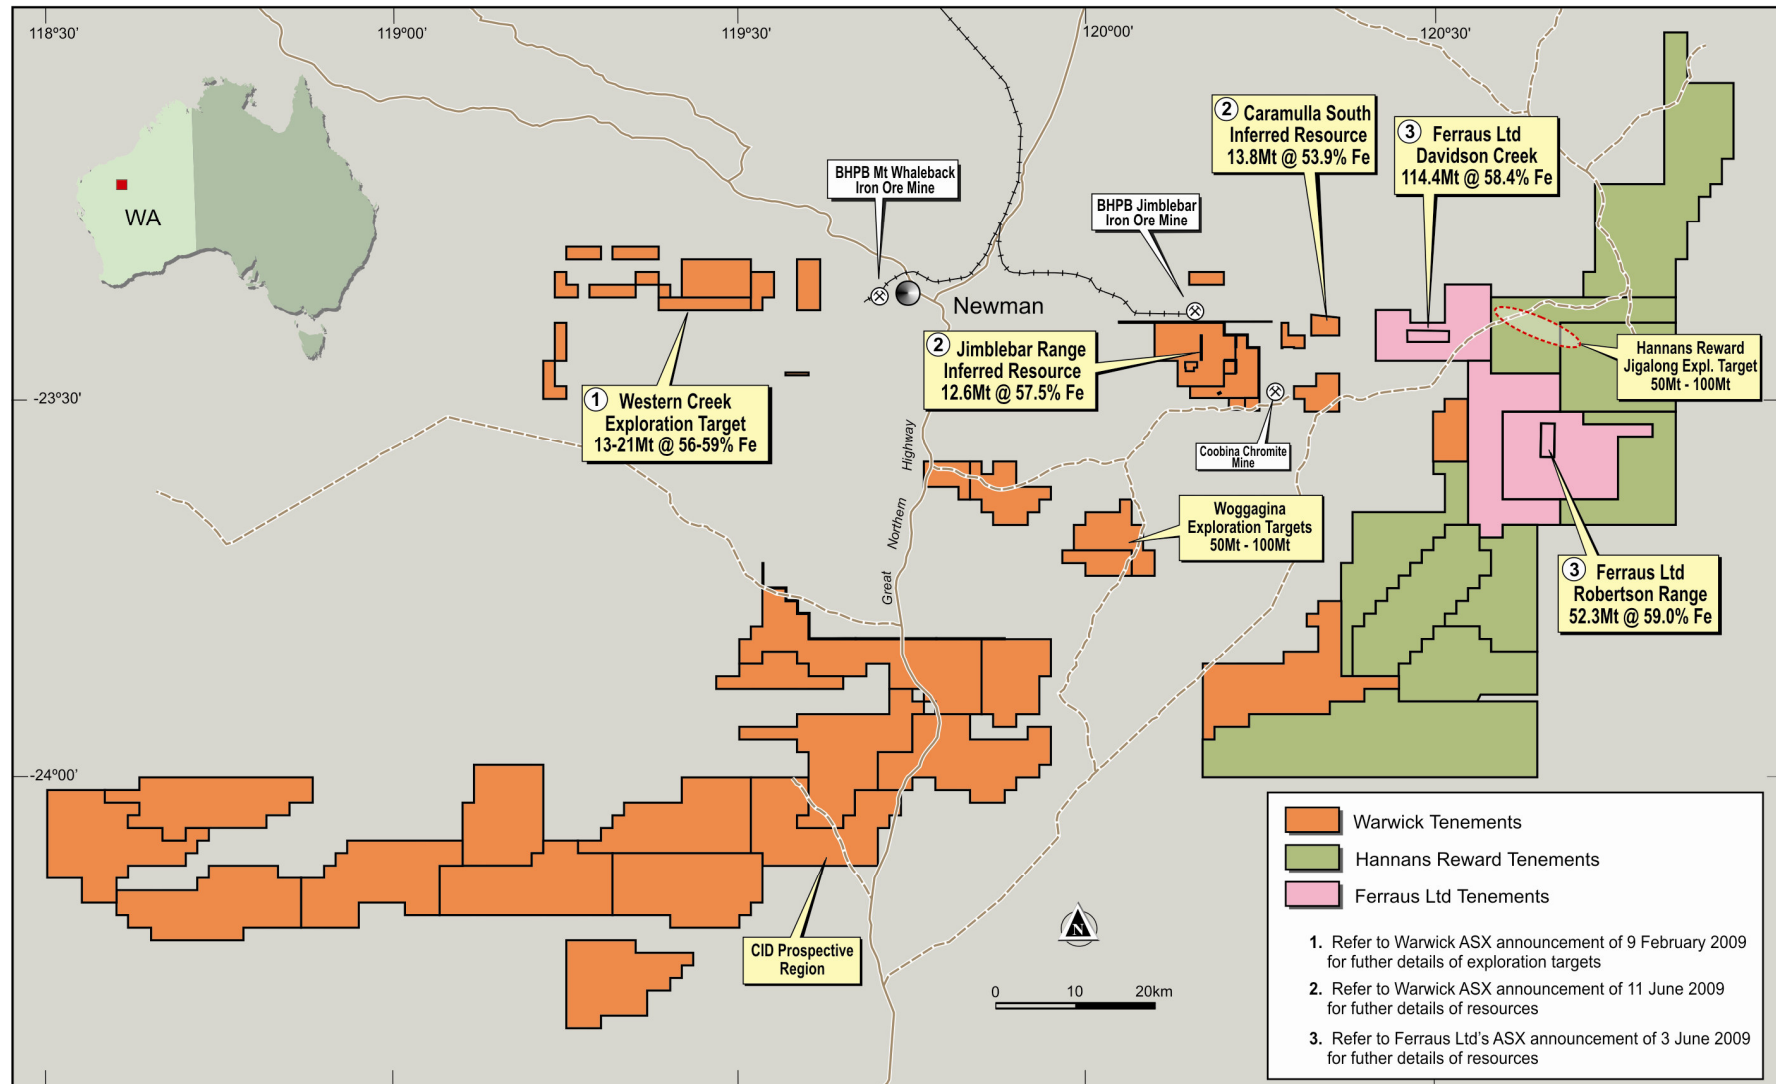 118°30'
119°00'
119°30'
120°00'
120°30'
WA
BHPB Mt Whaleback
Iron Ore Mine
BHPB Jimblebar
Iron Ore Mine
2 Caramulla South
Inferred Resource
13.8Mt @ 53.9% Fe
3 Ferraus Ltd
Davidson Creek
114.4Mt @ 58.4% Fe
Newman
2 Jimblebar Range
Inferred Resource
12.6Mt @ 57.5% Fe
Hannans Reward
Jigalong Expl. Target
50Mt - 100Mt
-23°30'
1 Western Creek
Exploration Target
13-21Mt @ 56-59% Fe
Coobina Chromite
Mine
Great Northern Highway
Woggagina
Exploration Targets
50Mt - 100Mt
3 Ferraus Ltd
Robertson Range
52.3Mt @ 59.0% Fe
-24°00'
CID Prospective
Region
N
0 10 20km
Warwick Tenements
Hannans Reward Tenements
Ferraus Ltd Tenements
1. Refer to Warwick ASX announcement of 9 February 2009
for futher details of exploration targets
2. Refer to Warwick ASX announcement of 11 June 2009
for futher details of resources
3. Refer to Ferraus Ltd's ASX announcement of 3 June 2009
for futher details of resources